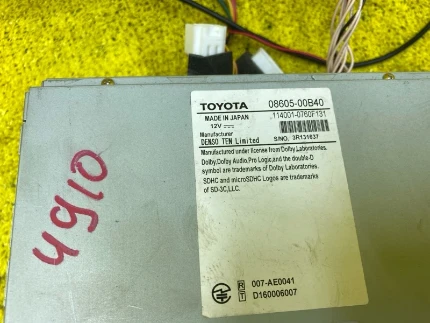 TOYOTA 08605-00B40
MADE IN JAPAN 114001-0760F131
12V
Manufacturer
DENSO TEN Limited S/NO. 3R131637
Manufactured under license from Dolby Laboratories.
Dolby,Dolby Audio,Pro Logic,and the double-D
symbol are trademarks of Dolby Laboratories.
SDHC and microSDHC Logos are trademarks
of SD-3C,LLC.
4910
R 007-AE0041
T D160006007